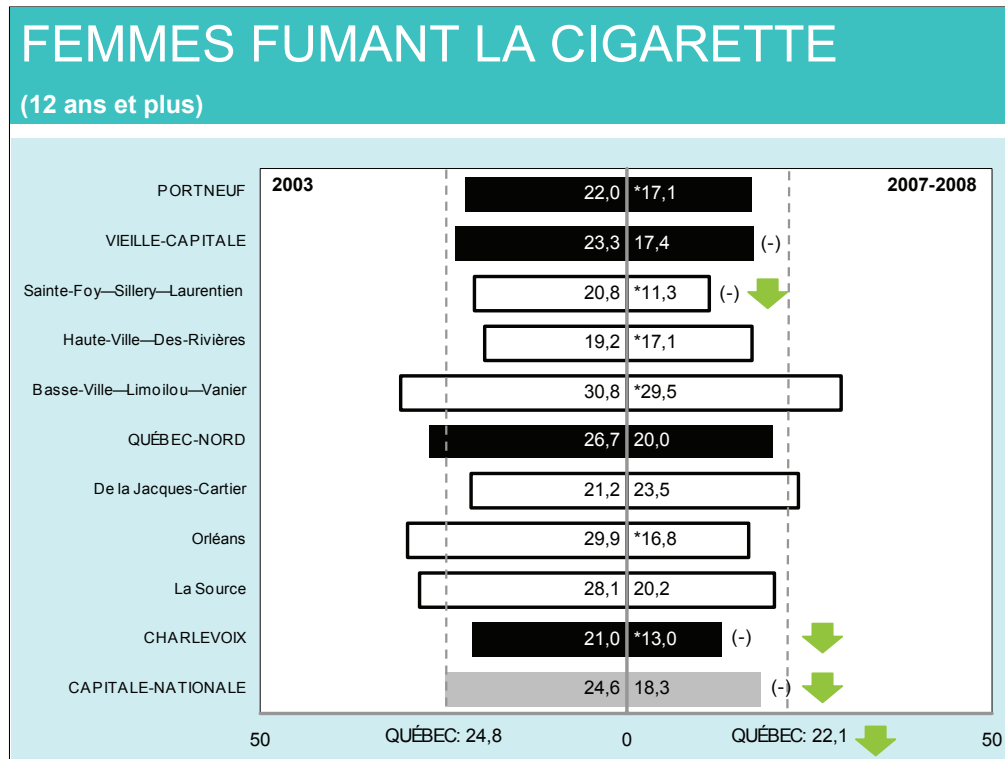 FEMMES FUMANT LA CIGARETTE
(12 ans et plus)
2003 2007-2008
PORTNEUF 22,0 *17,1
VIEILLE-CAPITALE 23,3 17,4 (-)
Sainte-Foy—Sillery—Laurentien 20,8 *11,3 (-)
Haute-Ville—Des-Rivières 19,2 *17,1
Basse-Ville—Limoilou—Vanier 30,8 *29,5
QUÉBEC-NORD 26,7 20,0
De la Jacques-Cartier 21,2 23,5
Orléans 29,9 *16,8
La Source 28,1 20,2
CHARLEVOIX 21,0 *13,0 (-)
CAPITALE-NATIONALE 24,6 18,3 (-)
50 QUÉBEC: 24,8 0 QUÉBEC: 22,1 50